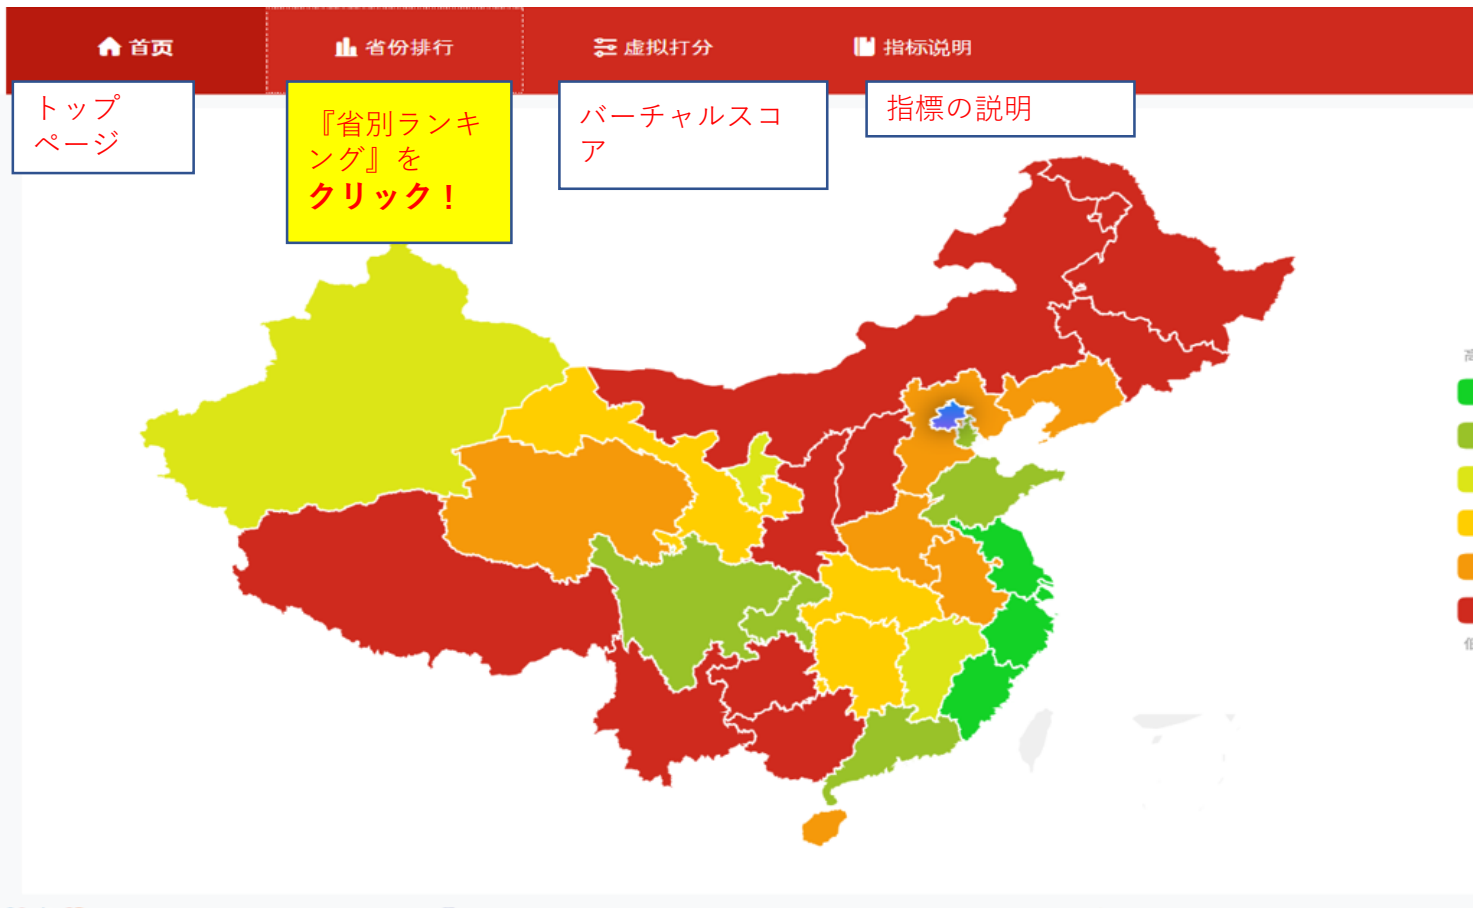 首页
省份排行
虚拟打分
指标说明
トップ
ページ
『省別ランキ
ング』を
クリック！
バーチャルスコ
ア
指標の説明